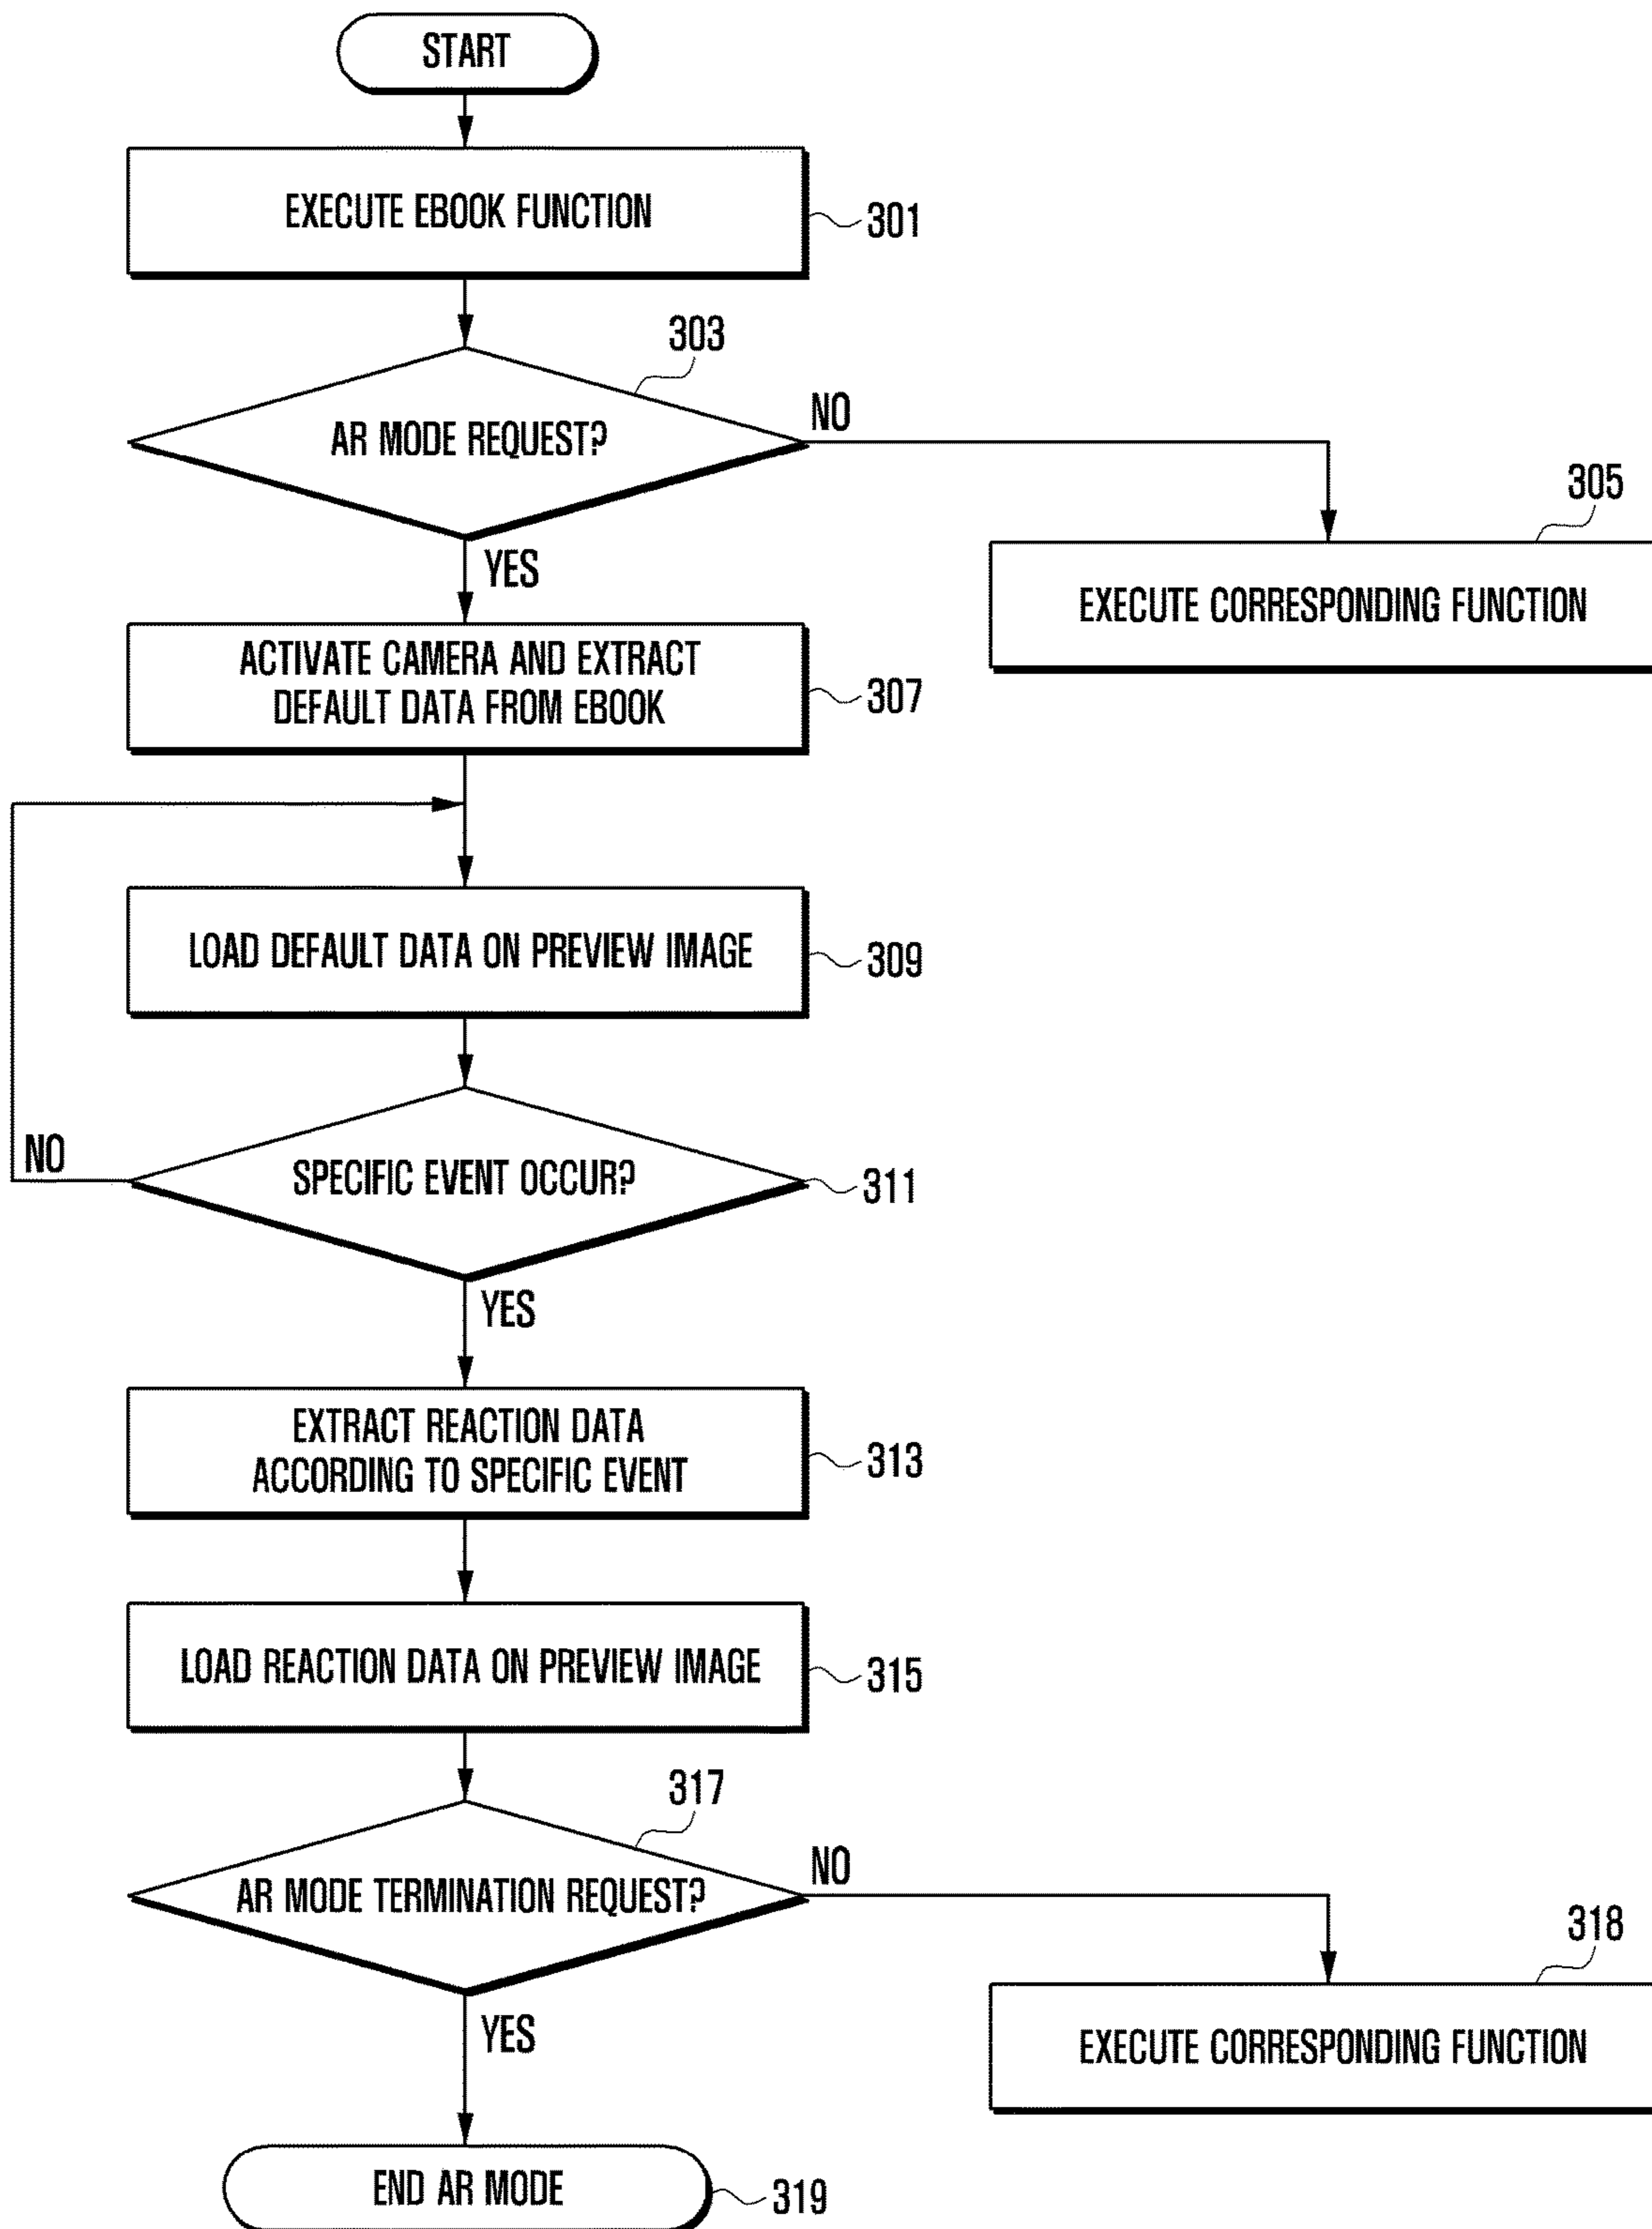 START
EXECUTE EBOOK FUNCTION
301
303
AR MODE REQUEST?
NO
305
EXECUTE CORRESPONDING FUNCTION
YES
ACTIVATE CAMERA AND EXTRACT
DEFAULT DATA FROM EBOOK
307
LOAD DEFAULT DATA ON PREVIEW IMAGE
309
NO
SPECIFIC EVENT OCCUR?
311
YES
EXTRACT REACTION DATA
ACCORDING TO SPECIFIC EVENT
313
LOAD REACTION DATA ON PREVIEW IMAGE
315
317
AR MODE TERMINATION REQUEST?
NO
318
EXECUTE CORRESPONDING FUNCTION
YES
END AR MODE
319